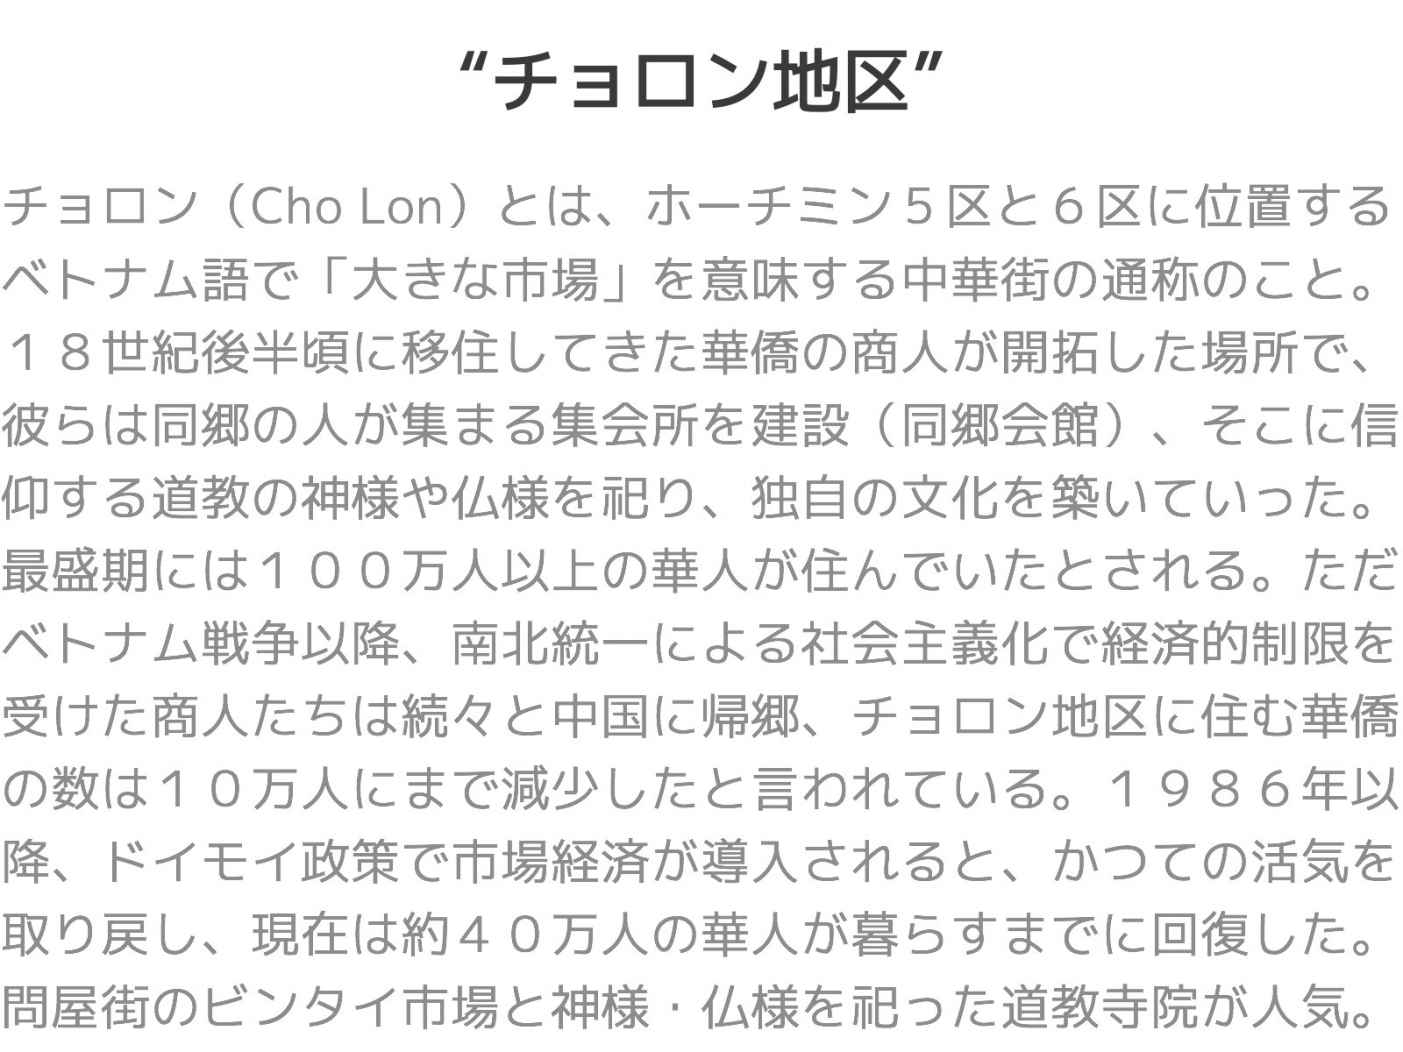 “チョロン地区”
チョロン（Cho Lon）とは、ホーチミン５区と６区に位置する
ベトナム語で「大きな市場」を意味する中華街の通称のこと。
１８世紀後半頃に移住してきた華僑の商人が開拓した場所で、
彼らは同郷の人が集まる集会所を建設（同郷会館）、そこに信
仰する道教の神様や仏様を祀り、独自の文化を築いていった。
最盛期には１００万人以上の華人が住んでいたとされる。ただ
ベトナム戦争以降、南北統一による社会主義化で経済的制限を
受けた商人たちは続々と中国に帰郷、チョロン地区に住む華僑
の数は１０万人にまで減少したと言われている。１９８６年以
降、ドイモイ政策で市場経済が導入されると、かつての活気を
取り戻し、現在は約４０万人の華人が暮らすまでに回復した。
問屋街のビンタイ市場と神様・仏様を祀った道教寺院が人気。